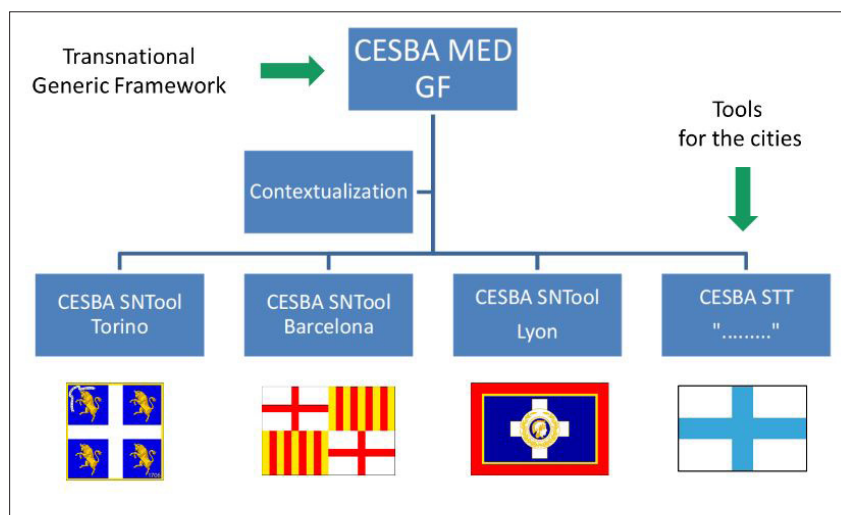 Transnational
Generic Framework
CESBA MED
GF
Tools
for the cities
Contextualization
CESBA SNTool
Torino
CESBA SNTool
Barcelona
CESBA SNTool
Lyon
CESBA STT
"........."